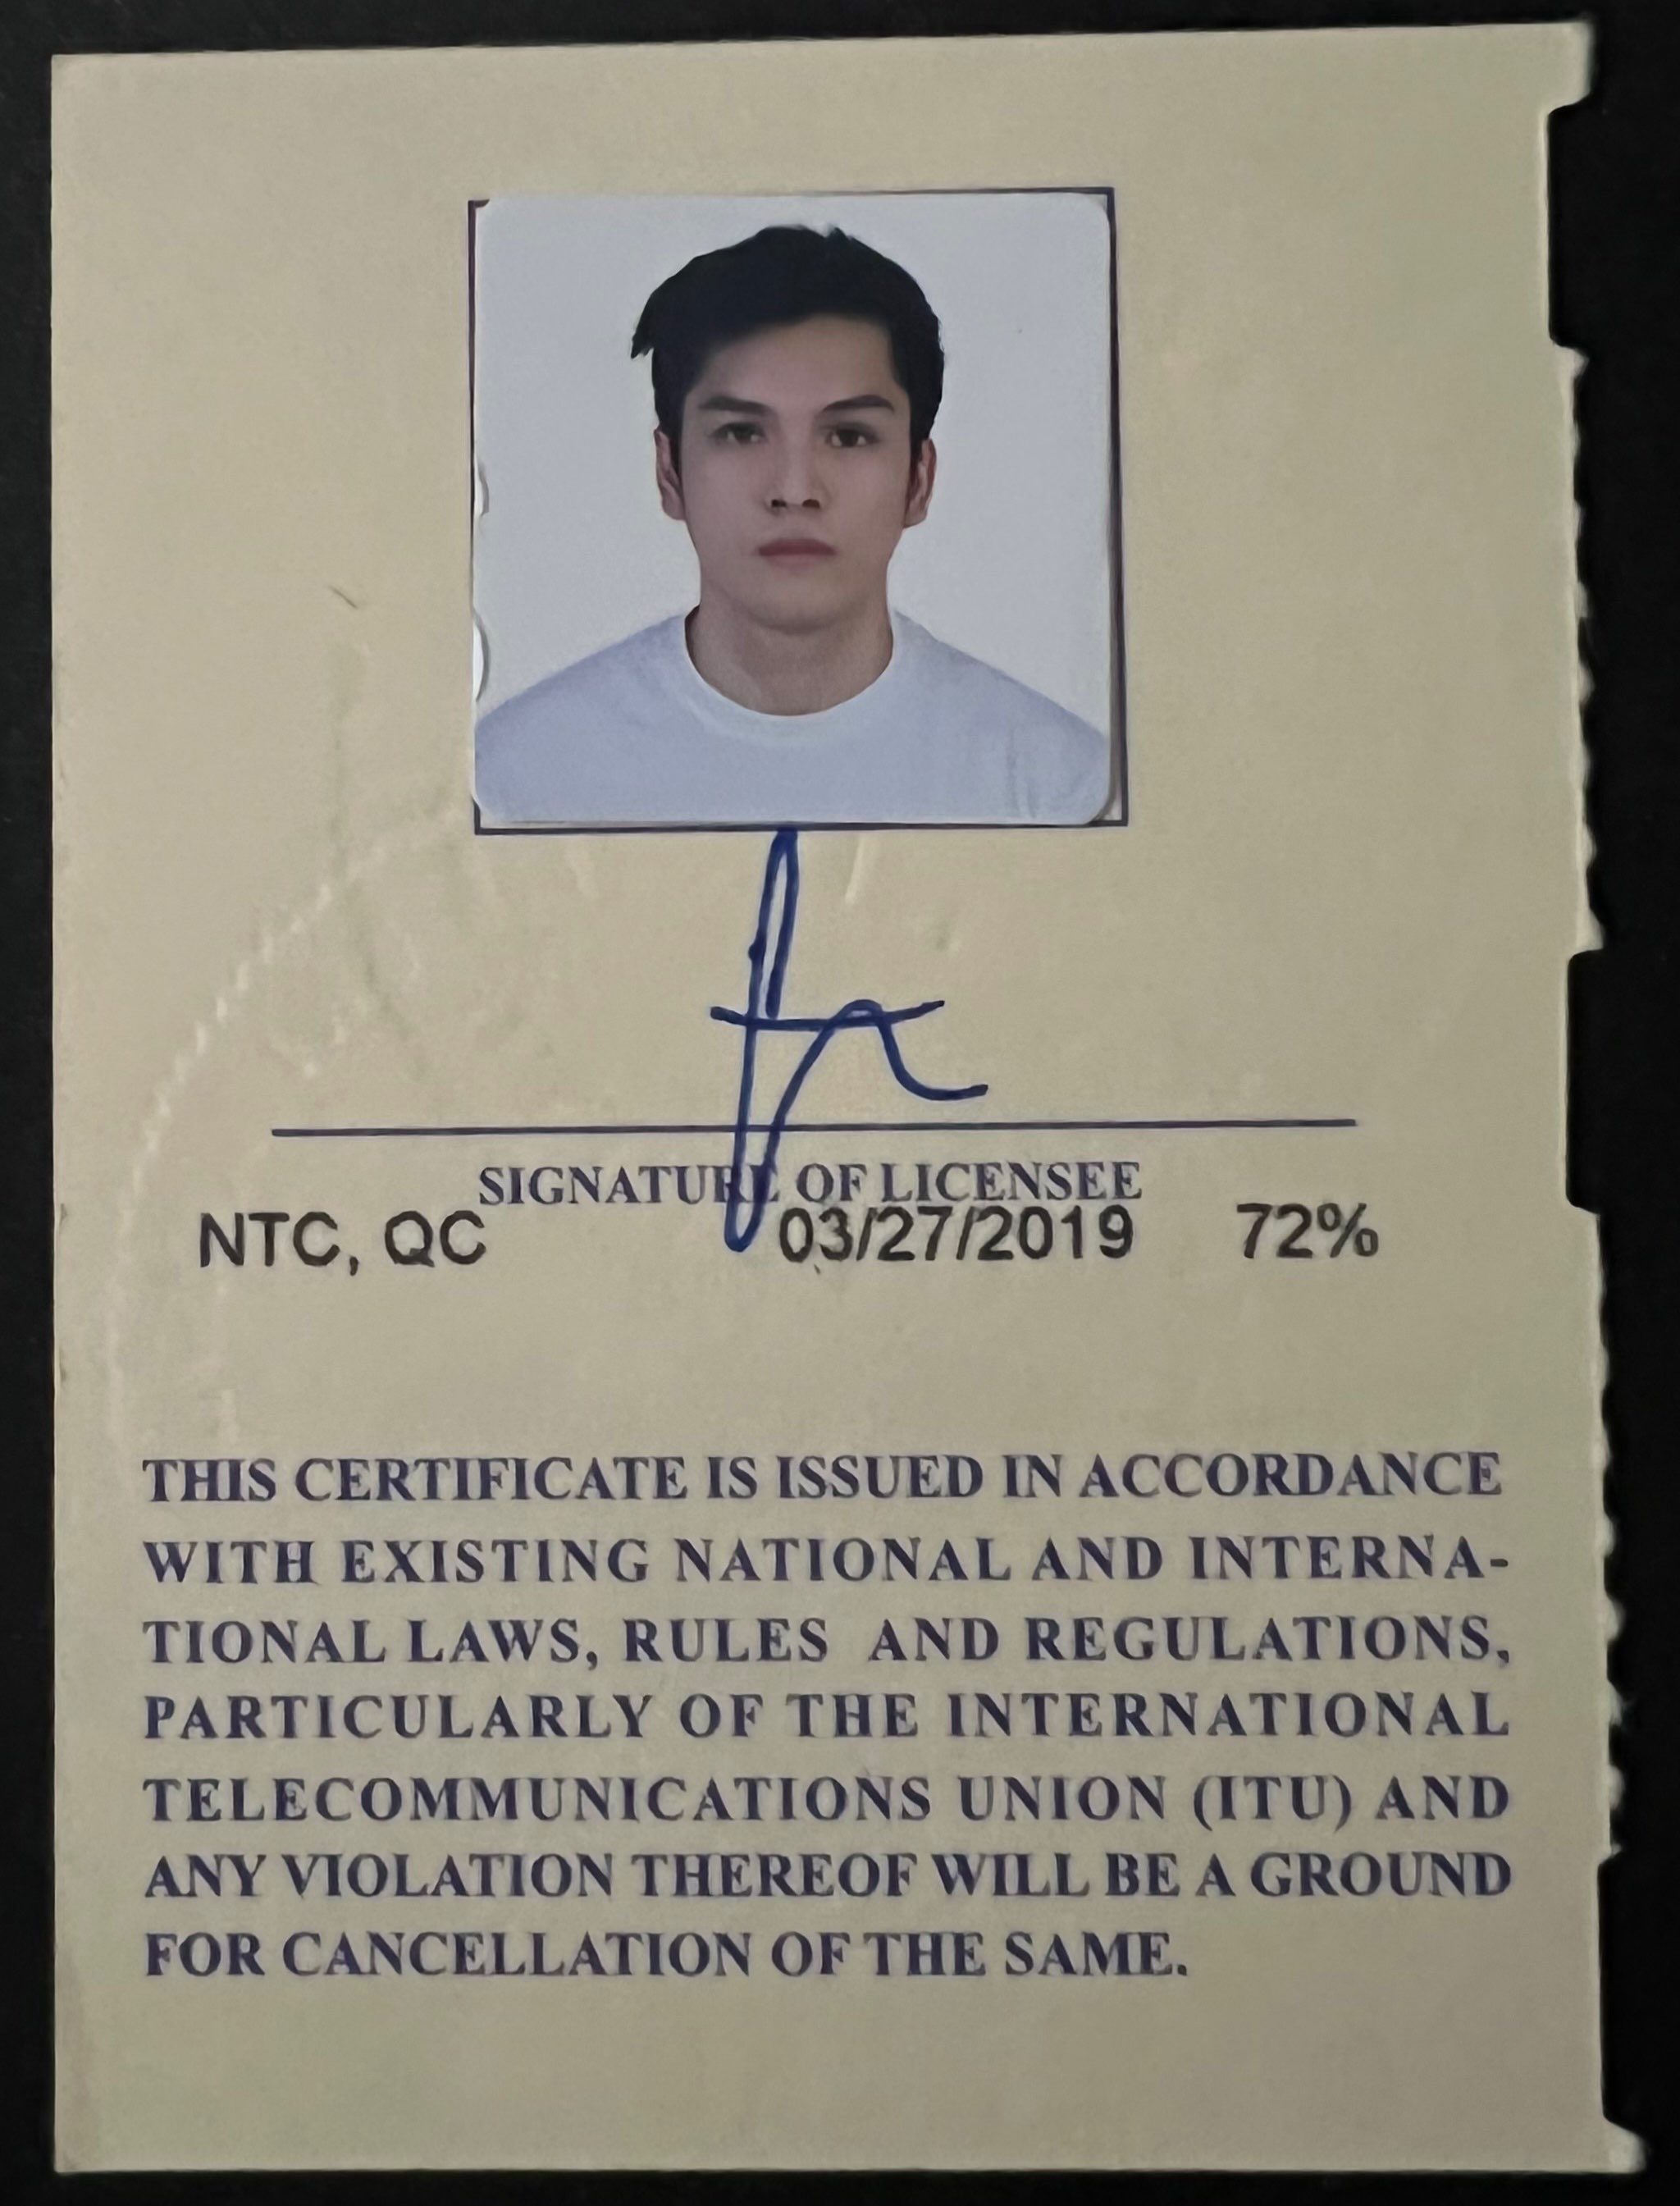 SIGNATURE OF LICENSEE
NTC, QC 03/27/2019 72%
THIS CERTIFICATE IS ISSUED IN ACCORDANCE
WITH EXISTING NATIONAL AND INTERNA-
TIONAL LAWS, RULES AND REGULATIONS,
PARTICULARLY OF THE INTERNATIONAL
TELECOMMUNICATIONS UNION (ITU) AND
ANY VIOLATION THEREOF WILL BE A GROUND
FOR CANCELLATION OF THE SAME.